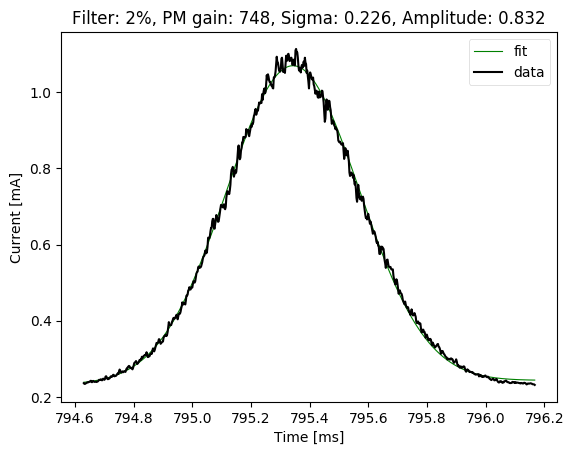 Filter: 2%, PM gain: 748, Sigma: 0.226, Amplitude: 0.832
fit
data
1.0
0.8
0.6
0.4
0.2
Current [mA]
794.6 794.8 795.0 795.2 795.4 795.6 795.8 796.0 796.2
Time [ms]